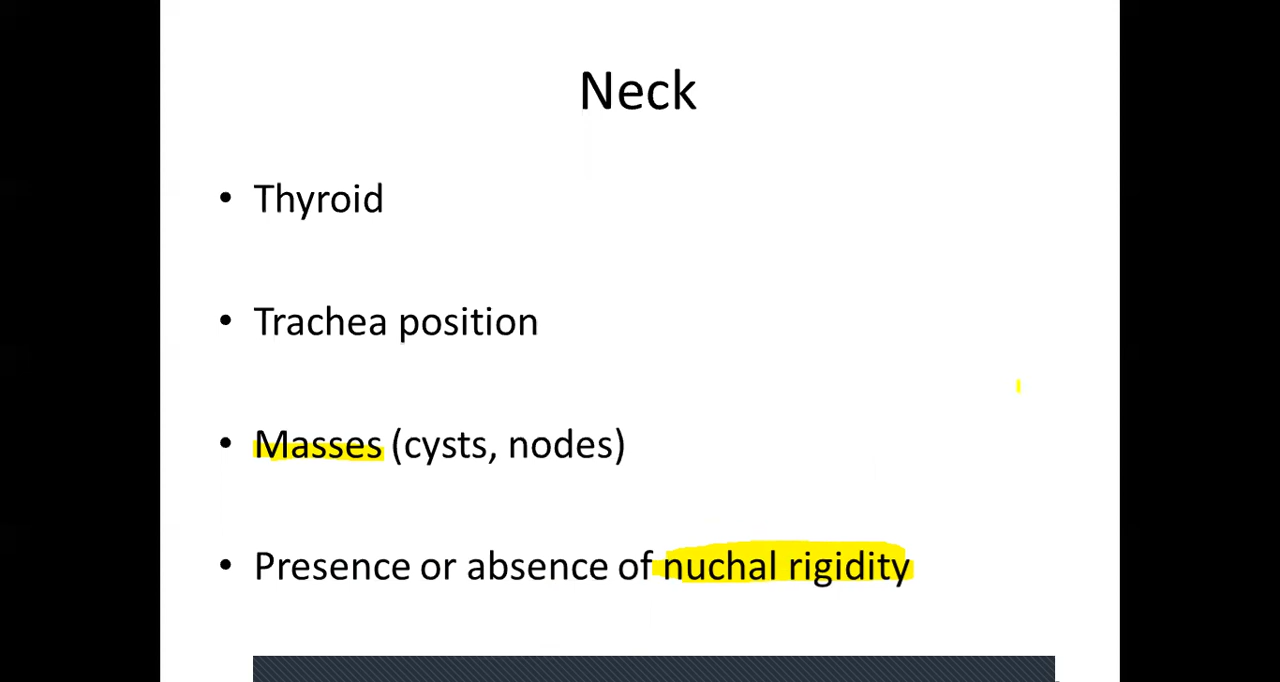 Neck
• Thyroid
• Trachea position
• Masses (cysts, nodes)
• Presence or absence of nuchal rigidity